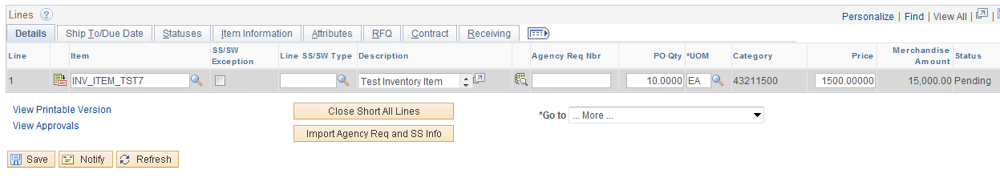 Lines ?
Personalize | Find | View All |
Details Ship To/Due Date Statuses Item Information Attributes RFQ Contract Receiving
Line Item SS/SW Exception Line SS/SW Type Description Agency Req Nbr PO Qty *UOM Category Price Merchandise Amount Status
1 INV_ITEM_TST7 Test Inventory Item 10.0000 EA 43211500 1500.00000 15,000.00 Pending
View Printable Version Close Short All Lines *Go to ... More ...
View Approvals Import Agency Req and SS Info
Save Notify Refresh